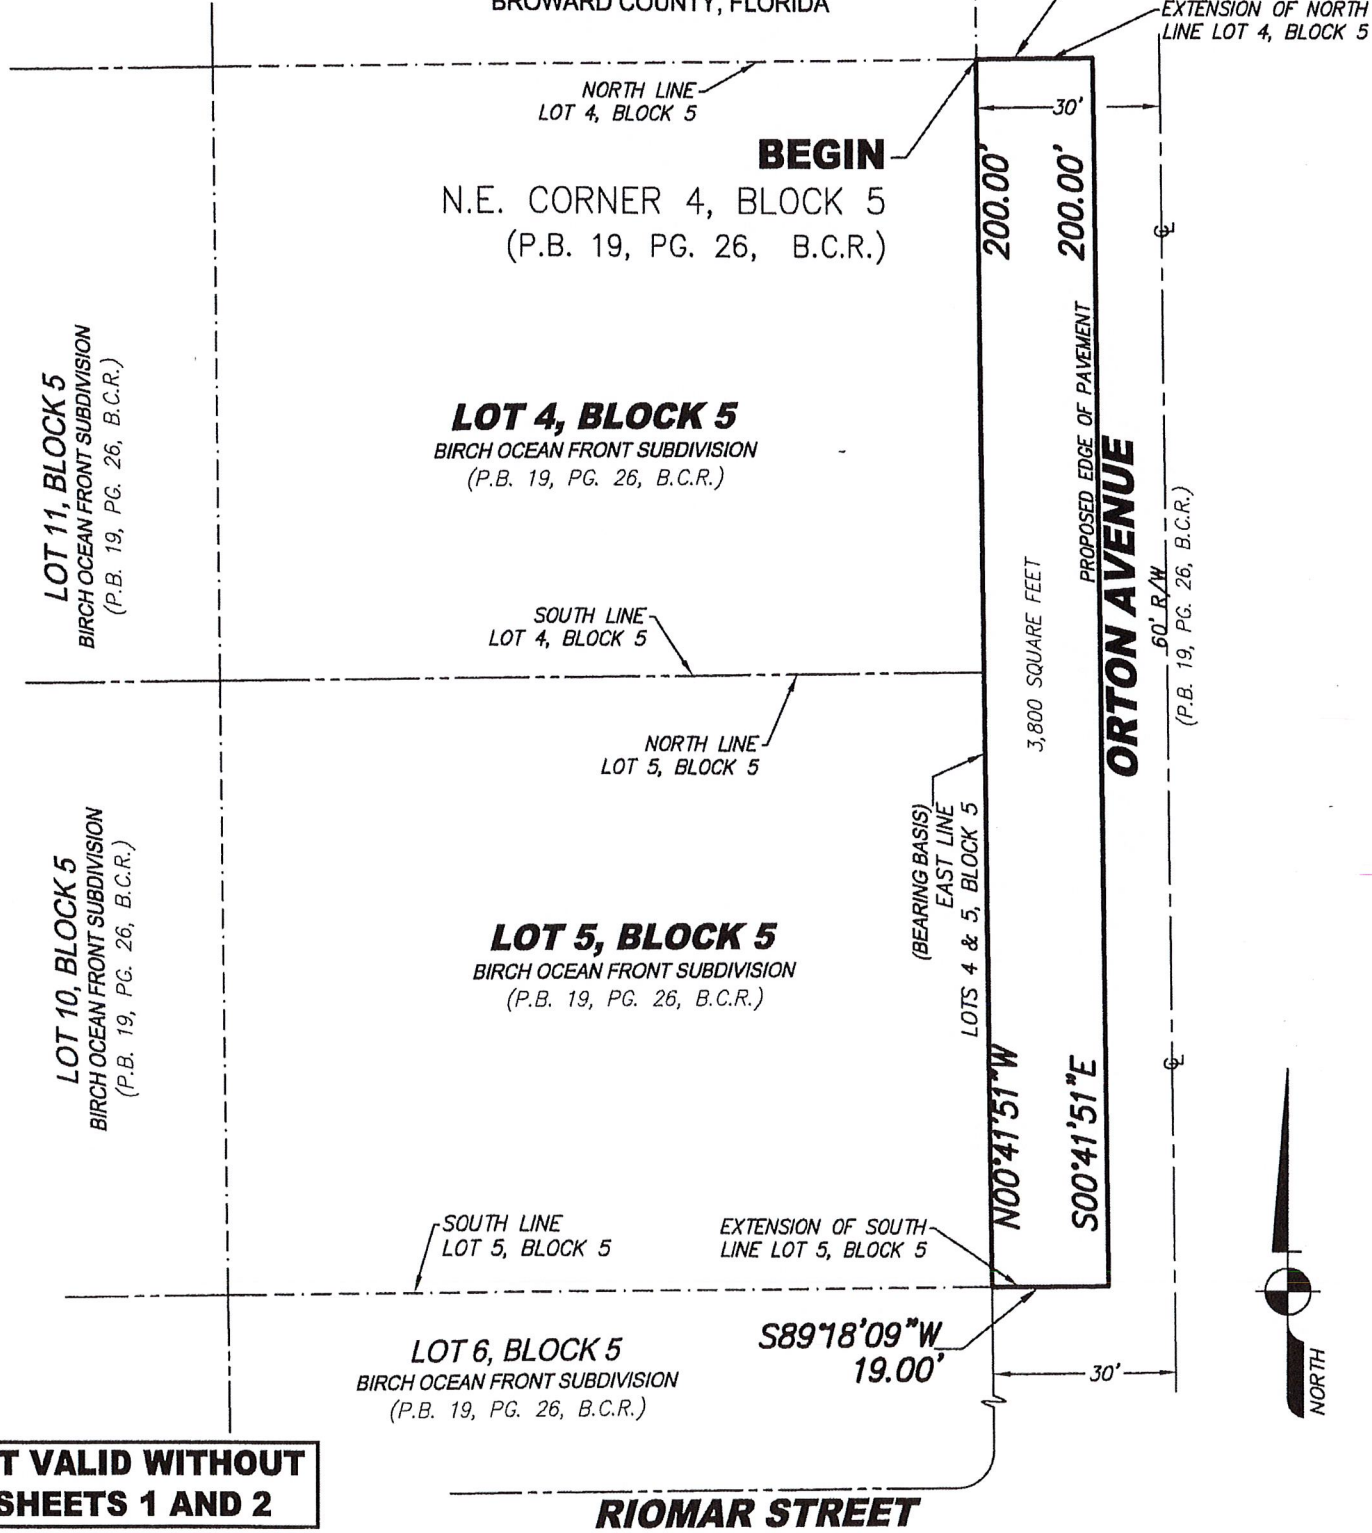 BROWARD COUNTY, FLORIDA
EXTENSION OF NORTH
LINE LOT 4, BLOCK 5
NORTH LINE
LOT 4, BLOCK 5
30'
BEGIN
N.E. CORNER 4, BLOCK 5
(P.B. 19, PG. 26, B.C.R.)
200.00'
200.00'
LOT 11, BLOCK 5
BIRCH OCEAN FRONT SUBDIVISION
(P.B. 19, PG. 26, B.C.R.)
LOT 4, BLOCK 5
BIRCH OCEAN FRONT SUBDIVISION
(P.B. 19, PG. 26, B.C.R.)
PROPOSED EDGE OF PAVEMENT
ORTON AVENUE
60' R/W
(P.B. 19, PG. 26, B.C.R.)
3,800 SQUARE FEET
SOUTH LINE
LOT 4, BLOCK 5
NORTH LINE
LOT 5, BLOCK 5
(BEARING BASIS)
EAST LINE
LOTS 4 & 5, BLOCK 5
LOT 10, BLOCK 5
BIRCH OCEAN FRONT SUBDIVISION
(P.B. 19, PG. 26, B.C.R.)
LOT 5, BLOCK 5
BIRCH OCEAN FRONT SUBDIVISION
(P.B. 19, PG. 26, B.C.R.)
N00°41'51"W
S00°41'51"E
SOUTH LINE
LOT 5, BLOCK 5
EXTENSION OF SOUTH
LINE LOT 5, BLOCK 5
S89°18'09"W
19.00'
LOT 6, BLOCK 5
BIRCH OCEAN FRONT SUBDIVISION
(P.B. 19, PG. 26, B.C.R.)
30'
NORTH
T VALID WITHOUT
SHEETS 1 AND 2
RIOMAR STREET